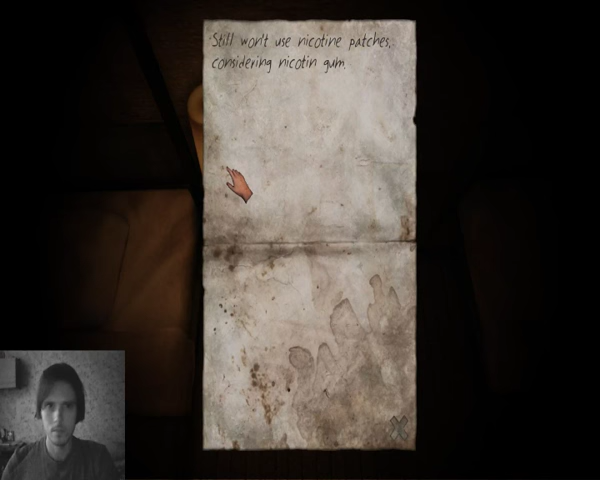 Still won't use nicotine patches,
considering nicotin gum.